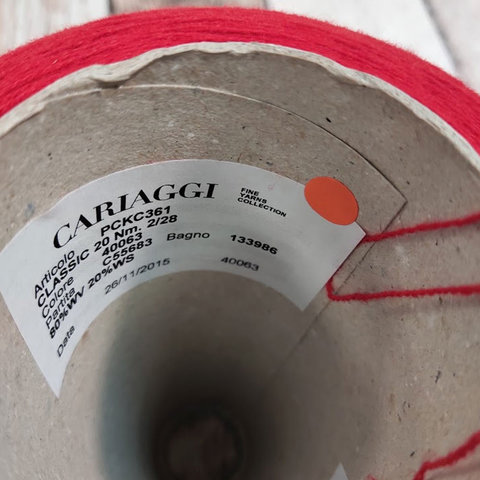 CARIAGGI
FINE
YARNS
COLLECTION
Articolo PCKC361
CLASSIC 20 Nm. 2/28
Colore 40063
Partita C55683 Bagno 133986
80%WV 20%WS
Data 26/11/2015 40063